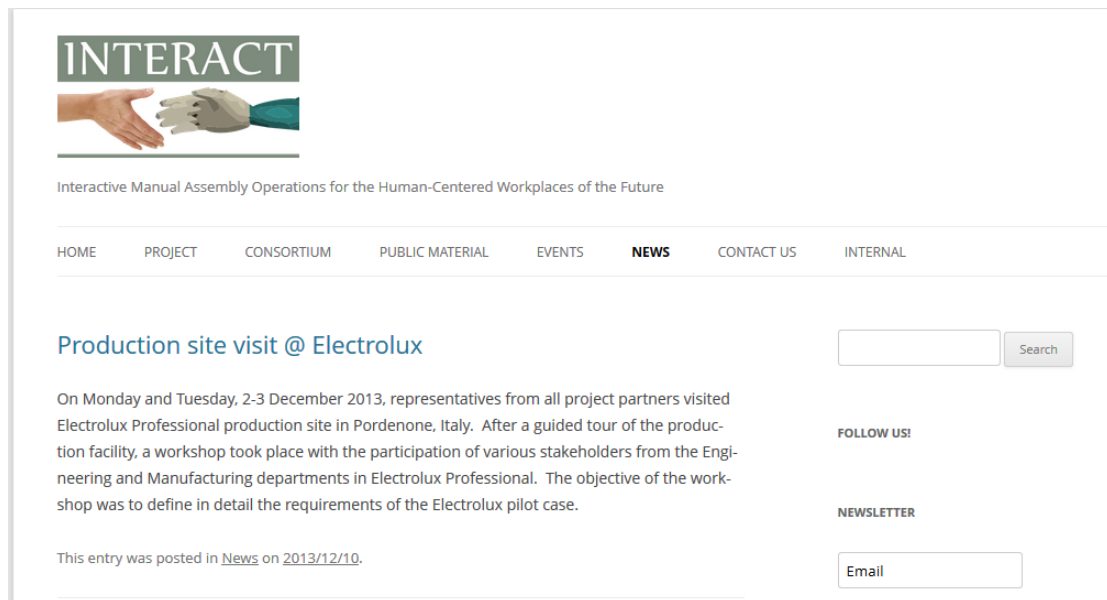 INTERACT
Interactive Manual Assembly Operations for the Human-Centered Workplaces of the Future
HOME PROJECT CONSORTIUM PUBLIC MATERIAL EVENTS NEWS CONTACT US INTERNAL
Production site visit @ Electrolux
On Monday and Tuesday, 2-3 December 2013, representatives from all project partners visited
Electrolux Professional production site in Pordenone, Italy.  After a guided tour of the produc-
tion facility, a workshop took place with the participation of various stakeholders from the Engi-
neering and Manufacturing departments in Electrolux Professional.  The objective of the work-
shop was to define in detail the requirements of the Electrolux pilot case.
This entry was posted in News on 2013/12/10.
Search
FOLLOW US!
NEWSLETTER
Email